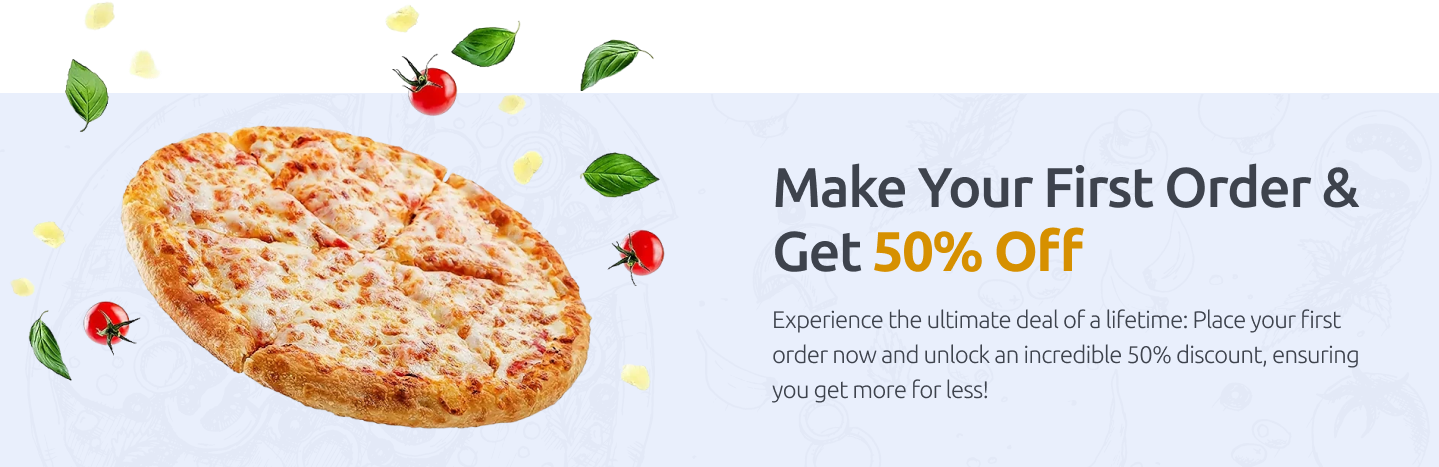 Make Your First Order &
Get 50% Off
Experience the ultimate deal of a lifetime: Place your first
order now and unlock an incredible 50% discount, ensuring
you get more for less!